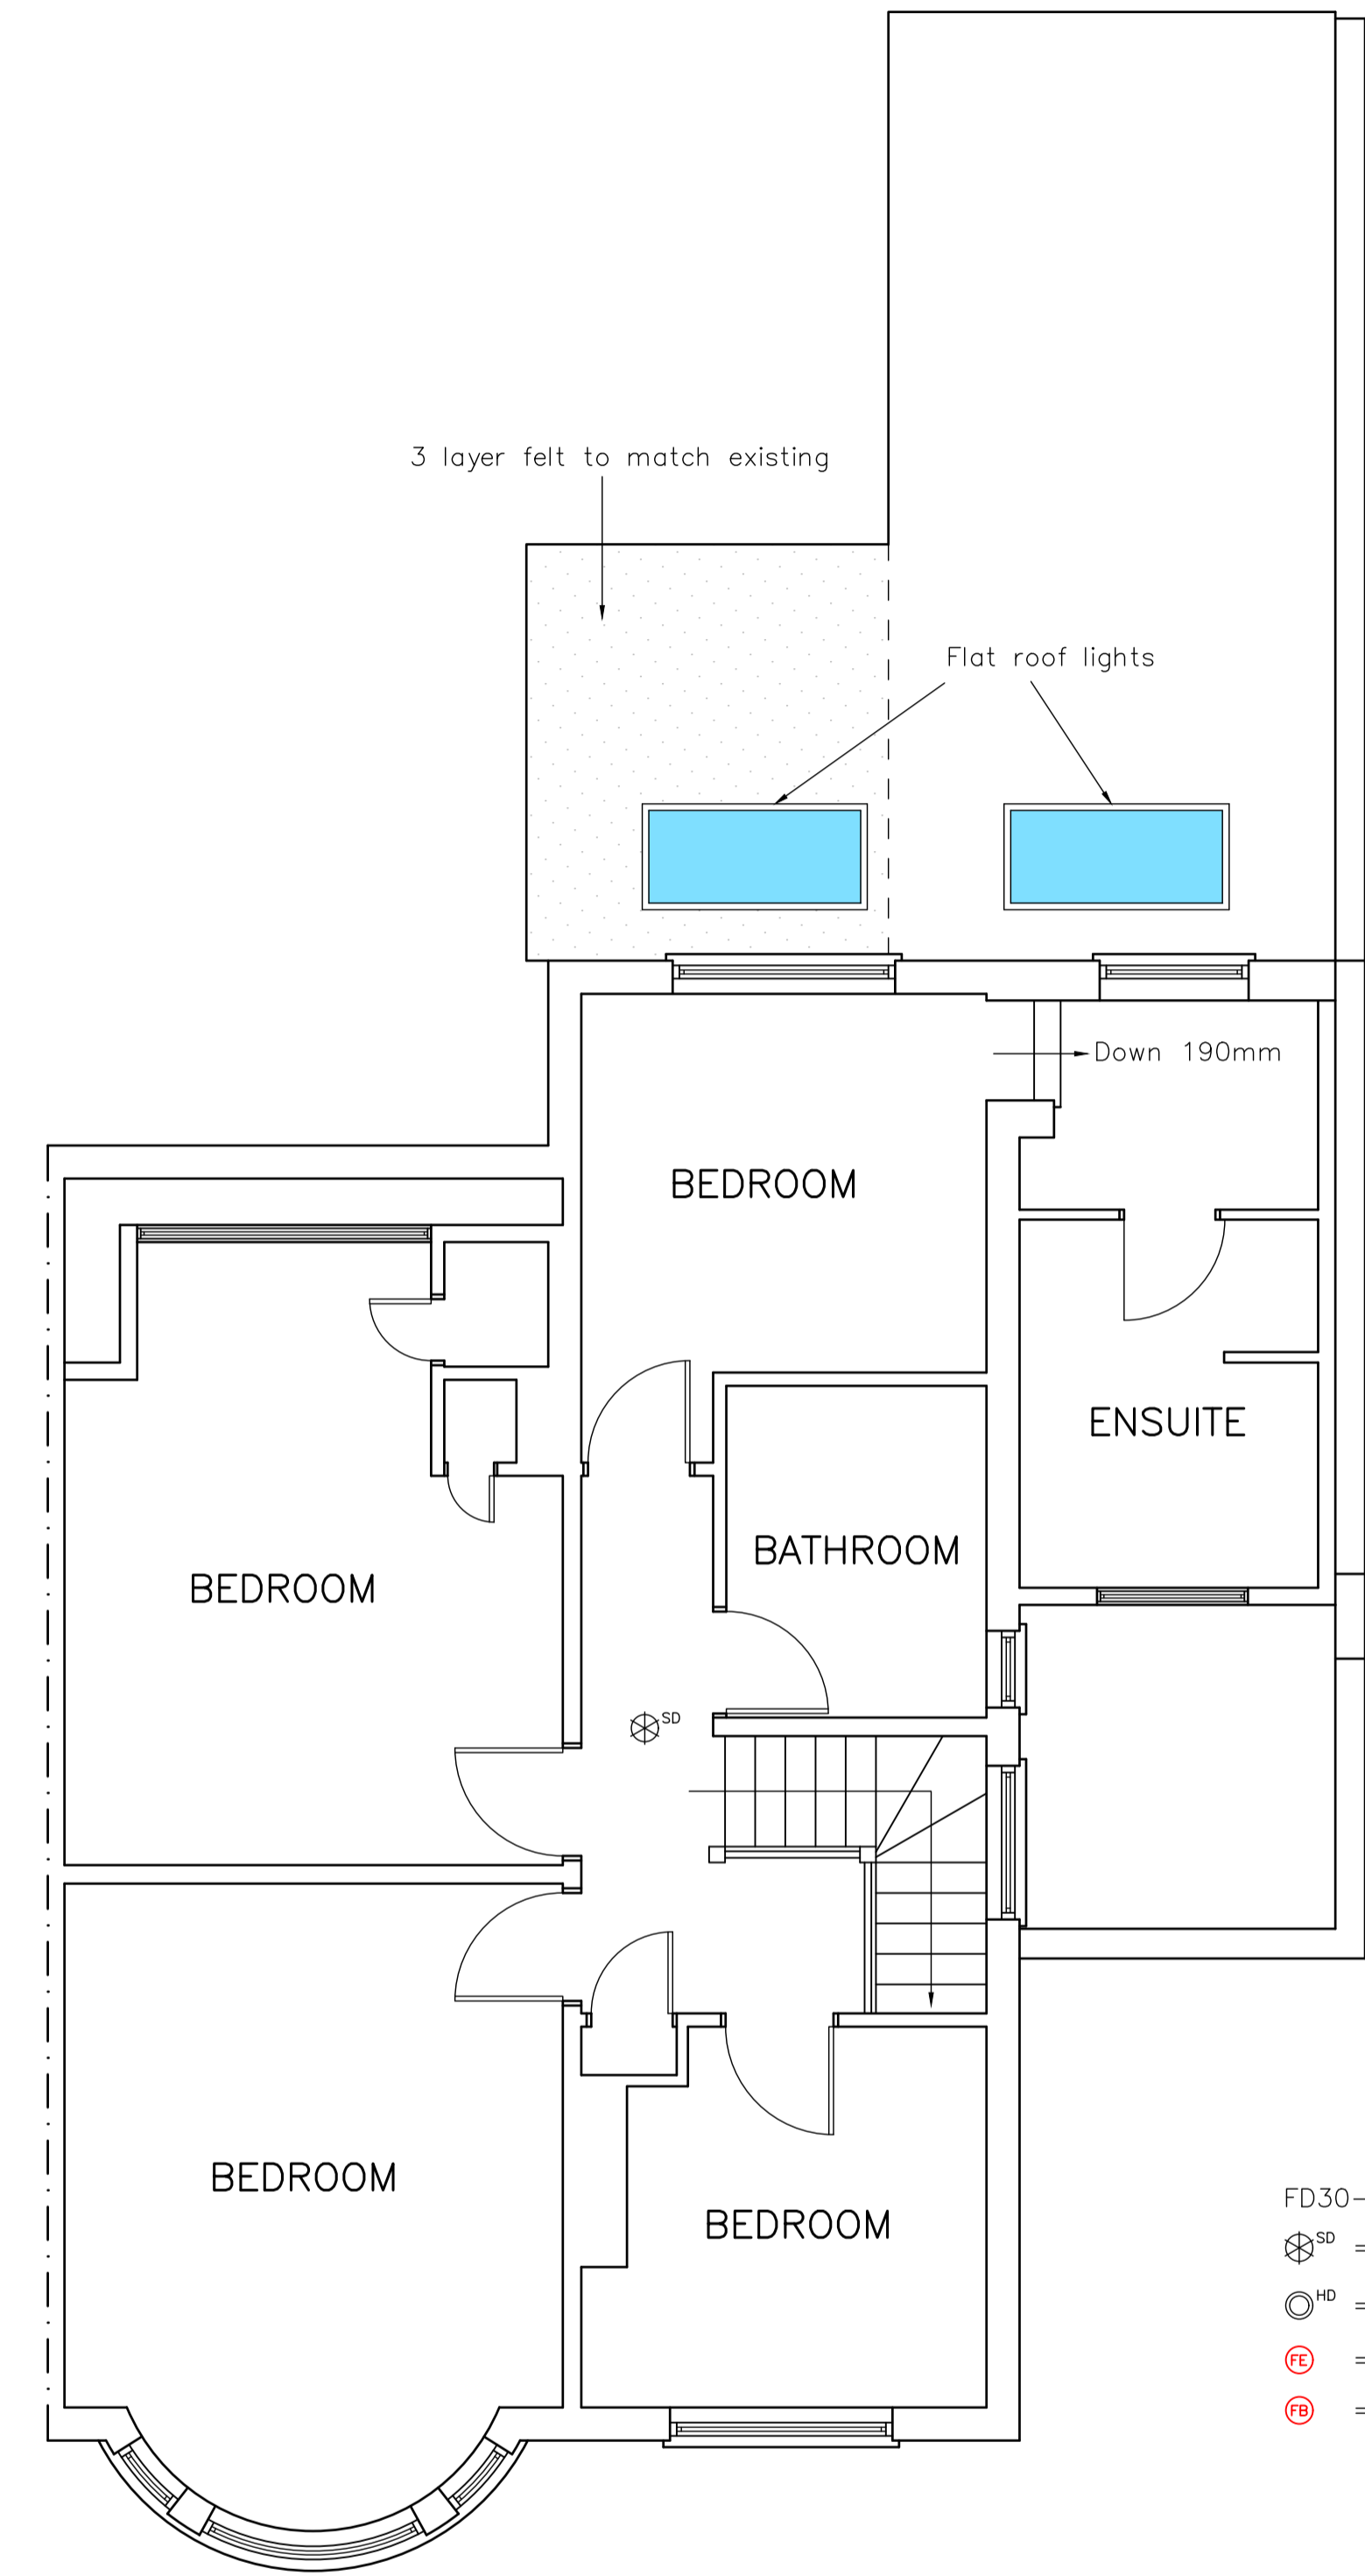 3 layer felt to match existing
Flat roof lights
Down 190mm
BEDROOM
ENSUITE
BATHROOM
BEDROOM
SD
BEDROOM
BEDROOM
FD30-
SD =
HD =
FE =
FB =